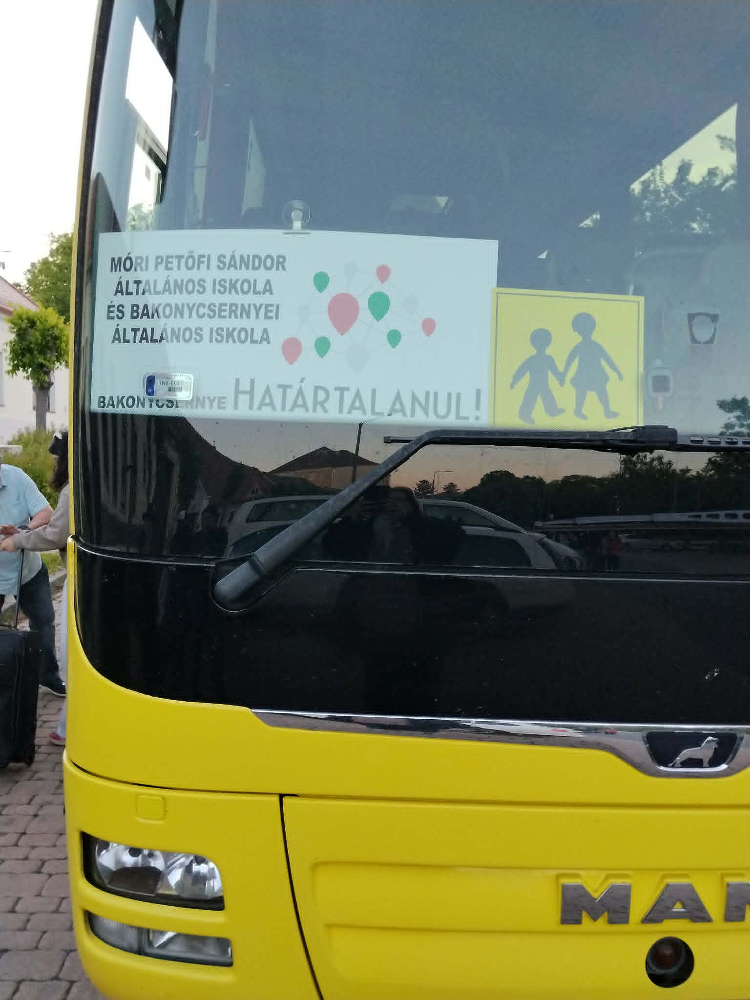 MÓRI PETŐFI SÁNDOR
ÁLTALÁNOS ISKOLA
ÉS BAKONYCSERNYEI
ÁLTALÁNOS ISKOLA
H
BAKONYCSERNYE
HATÁRTALANUL!
MAN